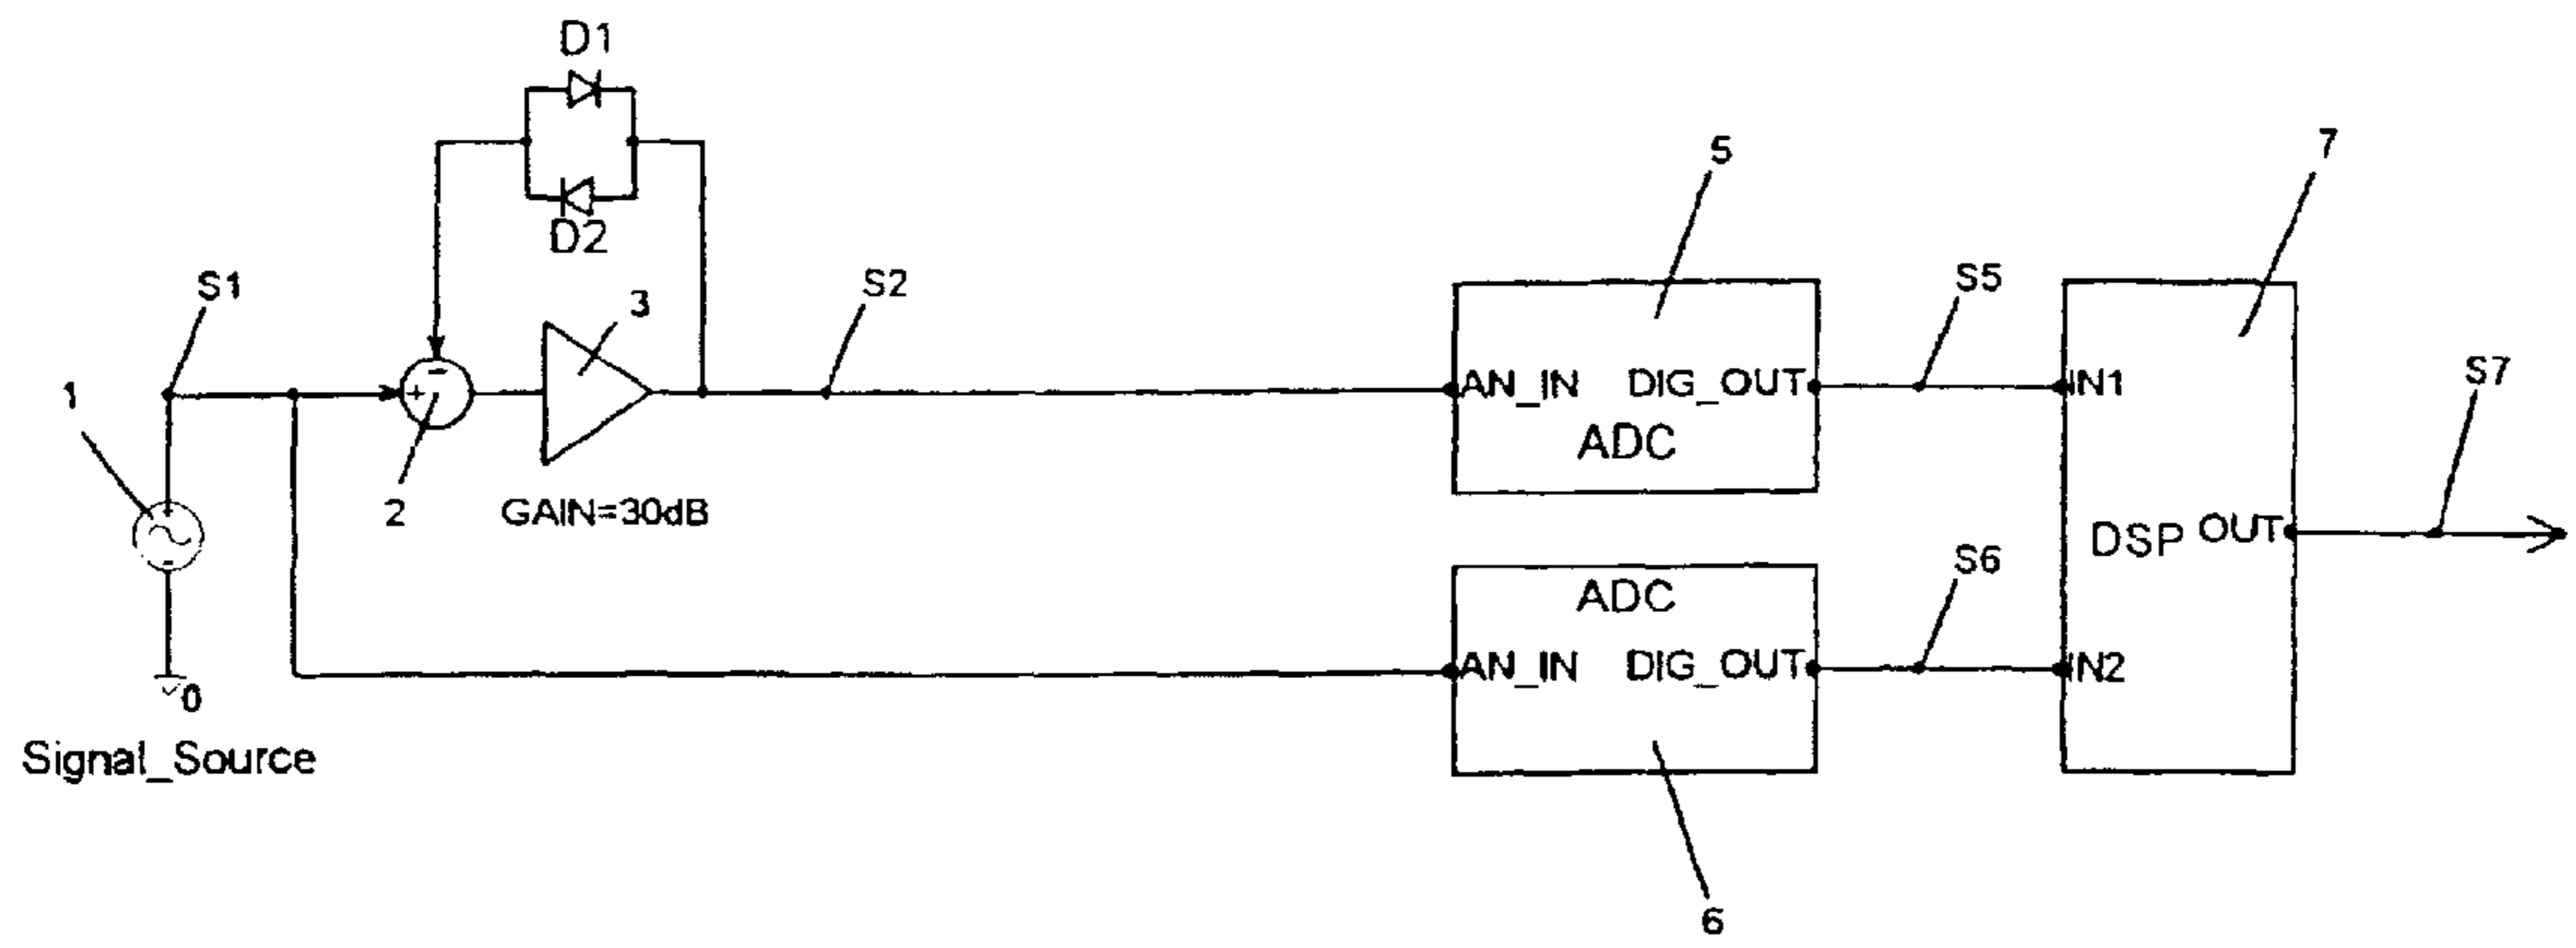 D1
D2
S1
3
S2
5
S5
7
1
+
-
2
GAIN=30dB
AN_IN DIG_OUT
ADC
IN1
S7
DSP OUT
S6
ADC
AN_IN DIG_OUT
IN2
+
-
0
Signal_Source
6